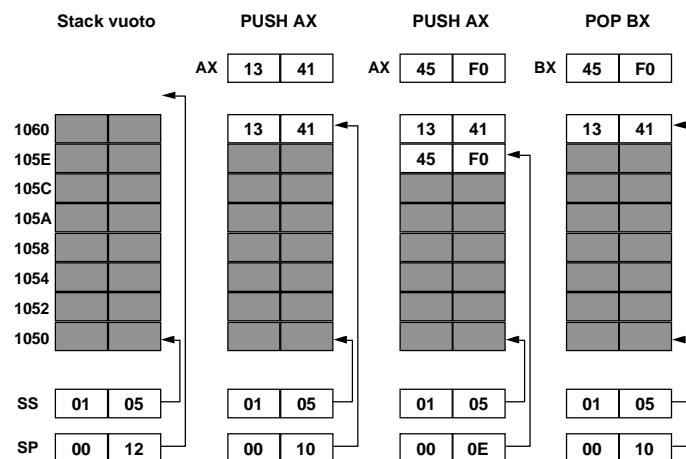 Stack vuoto PUSH AX PUSH AX POP BX
AX 13 41 AX 45 F0 BX 45 F0
1060 13 41 13 41 13 41
105E 45 F0
105C
105A
1058
1054
1052
1050
SS 01 05 01 05 01 05 01 05
SP 00 12 00 10 00 0E 00 10